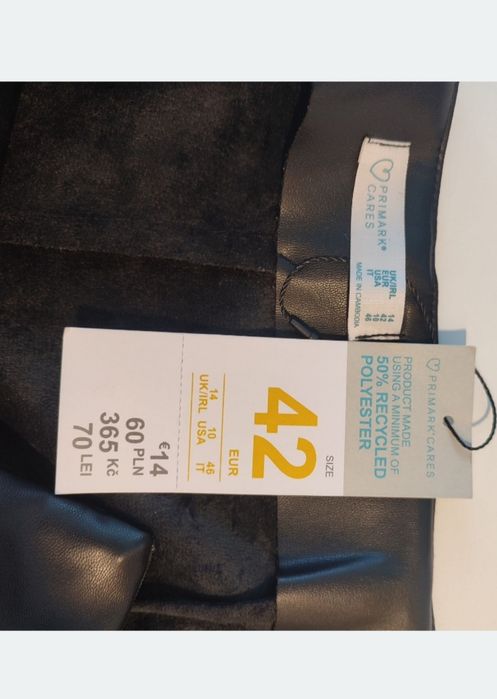 PRIMARK®
CARES
UK/IRL 14
EUR 42
USA 10
IT 46
MADE IN CAMBODIA
PRIMARK CARES
PRODUCT MADE
USING A MINIMUM OF
50% RECYCLED
POLYESTER
SIZE
42
EUR
14 10 46
UK/IRL USA IT
€14
60 PLN
365 Kč
70 LEI